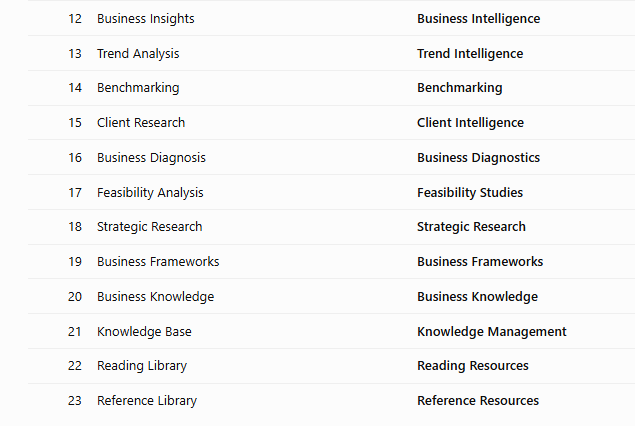 12 Business Insights Business Intelligence
13 Trend Analysis Trend Intelligence
14 Benchmarking Benchmarking
15 Client Research Client Intelligence
16 Business Diagnosis Business Diagnostics
17 Feasibility Analysis Feasibility Studies
18 Strategic Research Strategic Research
19 Business Frameworks Business Frameworks
20 Business Knowledge Business Knowledge
21 Knowledge Base Knowledge Management
22 Reading Library Reading Resources
23 Reference Library Reference Resources